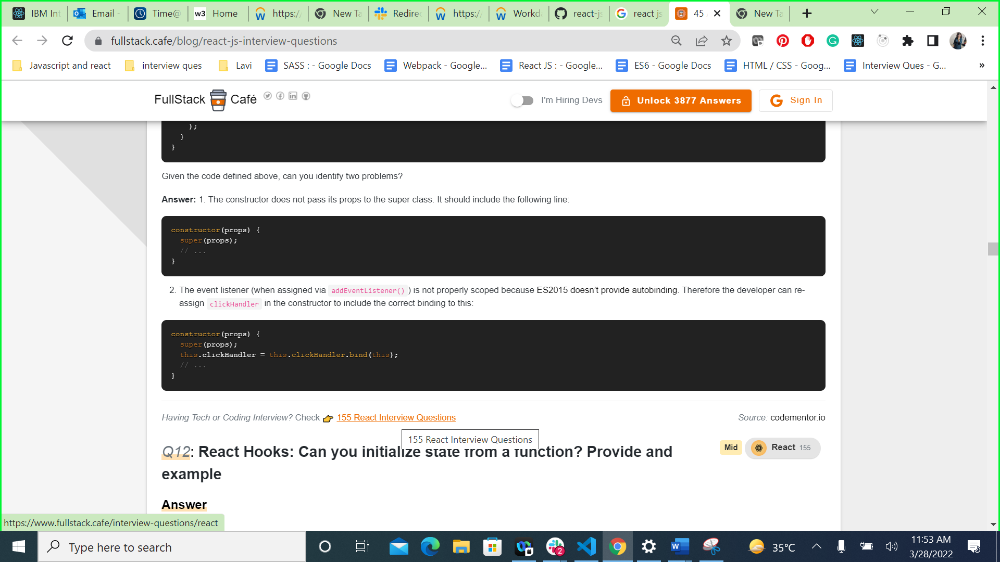 IBM Int
Email -
Time@
w3 Home
https:/
New Ta
Redirec
https:/
Workda
react-js
react js
45
New Ta
fullstack.cafe/blog/react-js-interview-questions
Javascript and react
interview ques
Lavi
SASS : - Google Docs
Webpack - Google...
React JS : - Google...
ES6 - Google Docs
HTML / CSS - Goog...
Interview Ques - G...
»
FullStack Café
I'm Hiring Devs
Unlock 3877 Answers
Sign In
);
}
}
Given the code defined above, can you identify two problems?
Answer: 1. The constructor does not pass its props to the super class. It should include the following line:
constructor(props) {
super(props);
// ...
}
2. The event listener (when assigned via addEventListener() ) is not properly scoped because ES2015 doesn’t provide autobinding. Therefore the developer can re-
assign clickHandler in the constructor to include the correct binding to this:
constructor(props) {
super(props);
this.clickHandler = this.clickHandler.bind(this);
// ...
}
Having Tech or Coding Interview? Check 👉 155 React Interview Questions
Source: codementor.io
155 React Interview Questions
Q12: React Hooks: Can you initialize state from a function? Provide and
example
Mid
React 155
Answer
https://www.fullstack.cafe/interview-questions/react
Type here to search
2
35°C
11:53 AM
3/28/2022